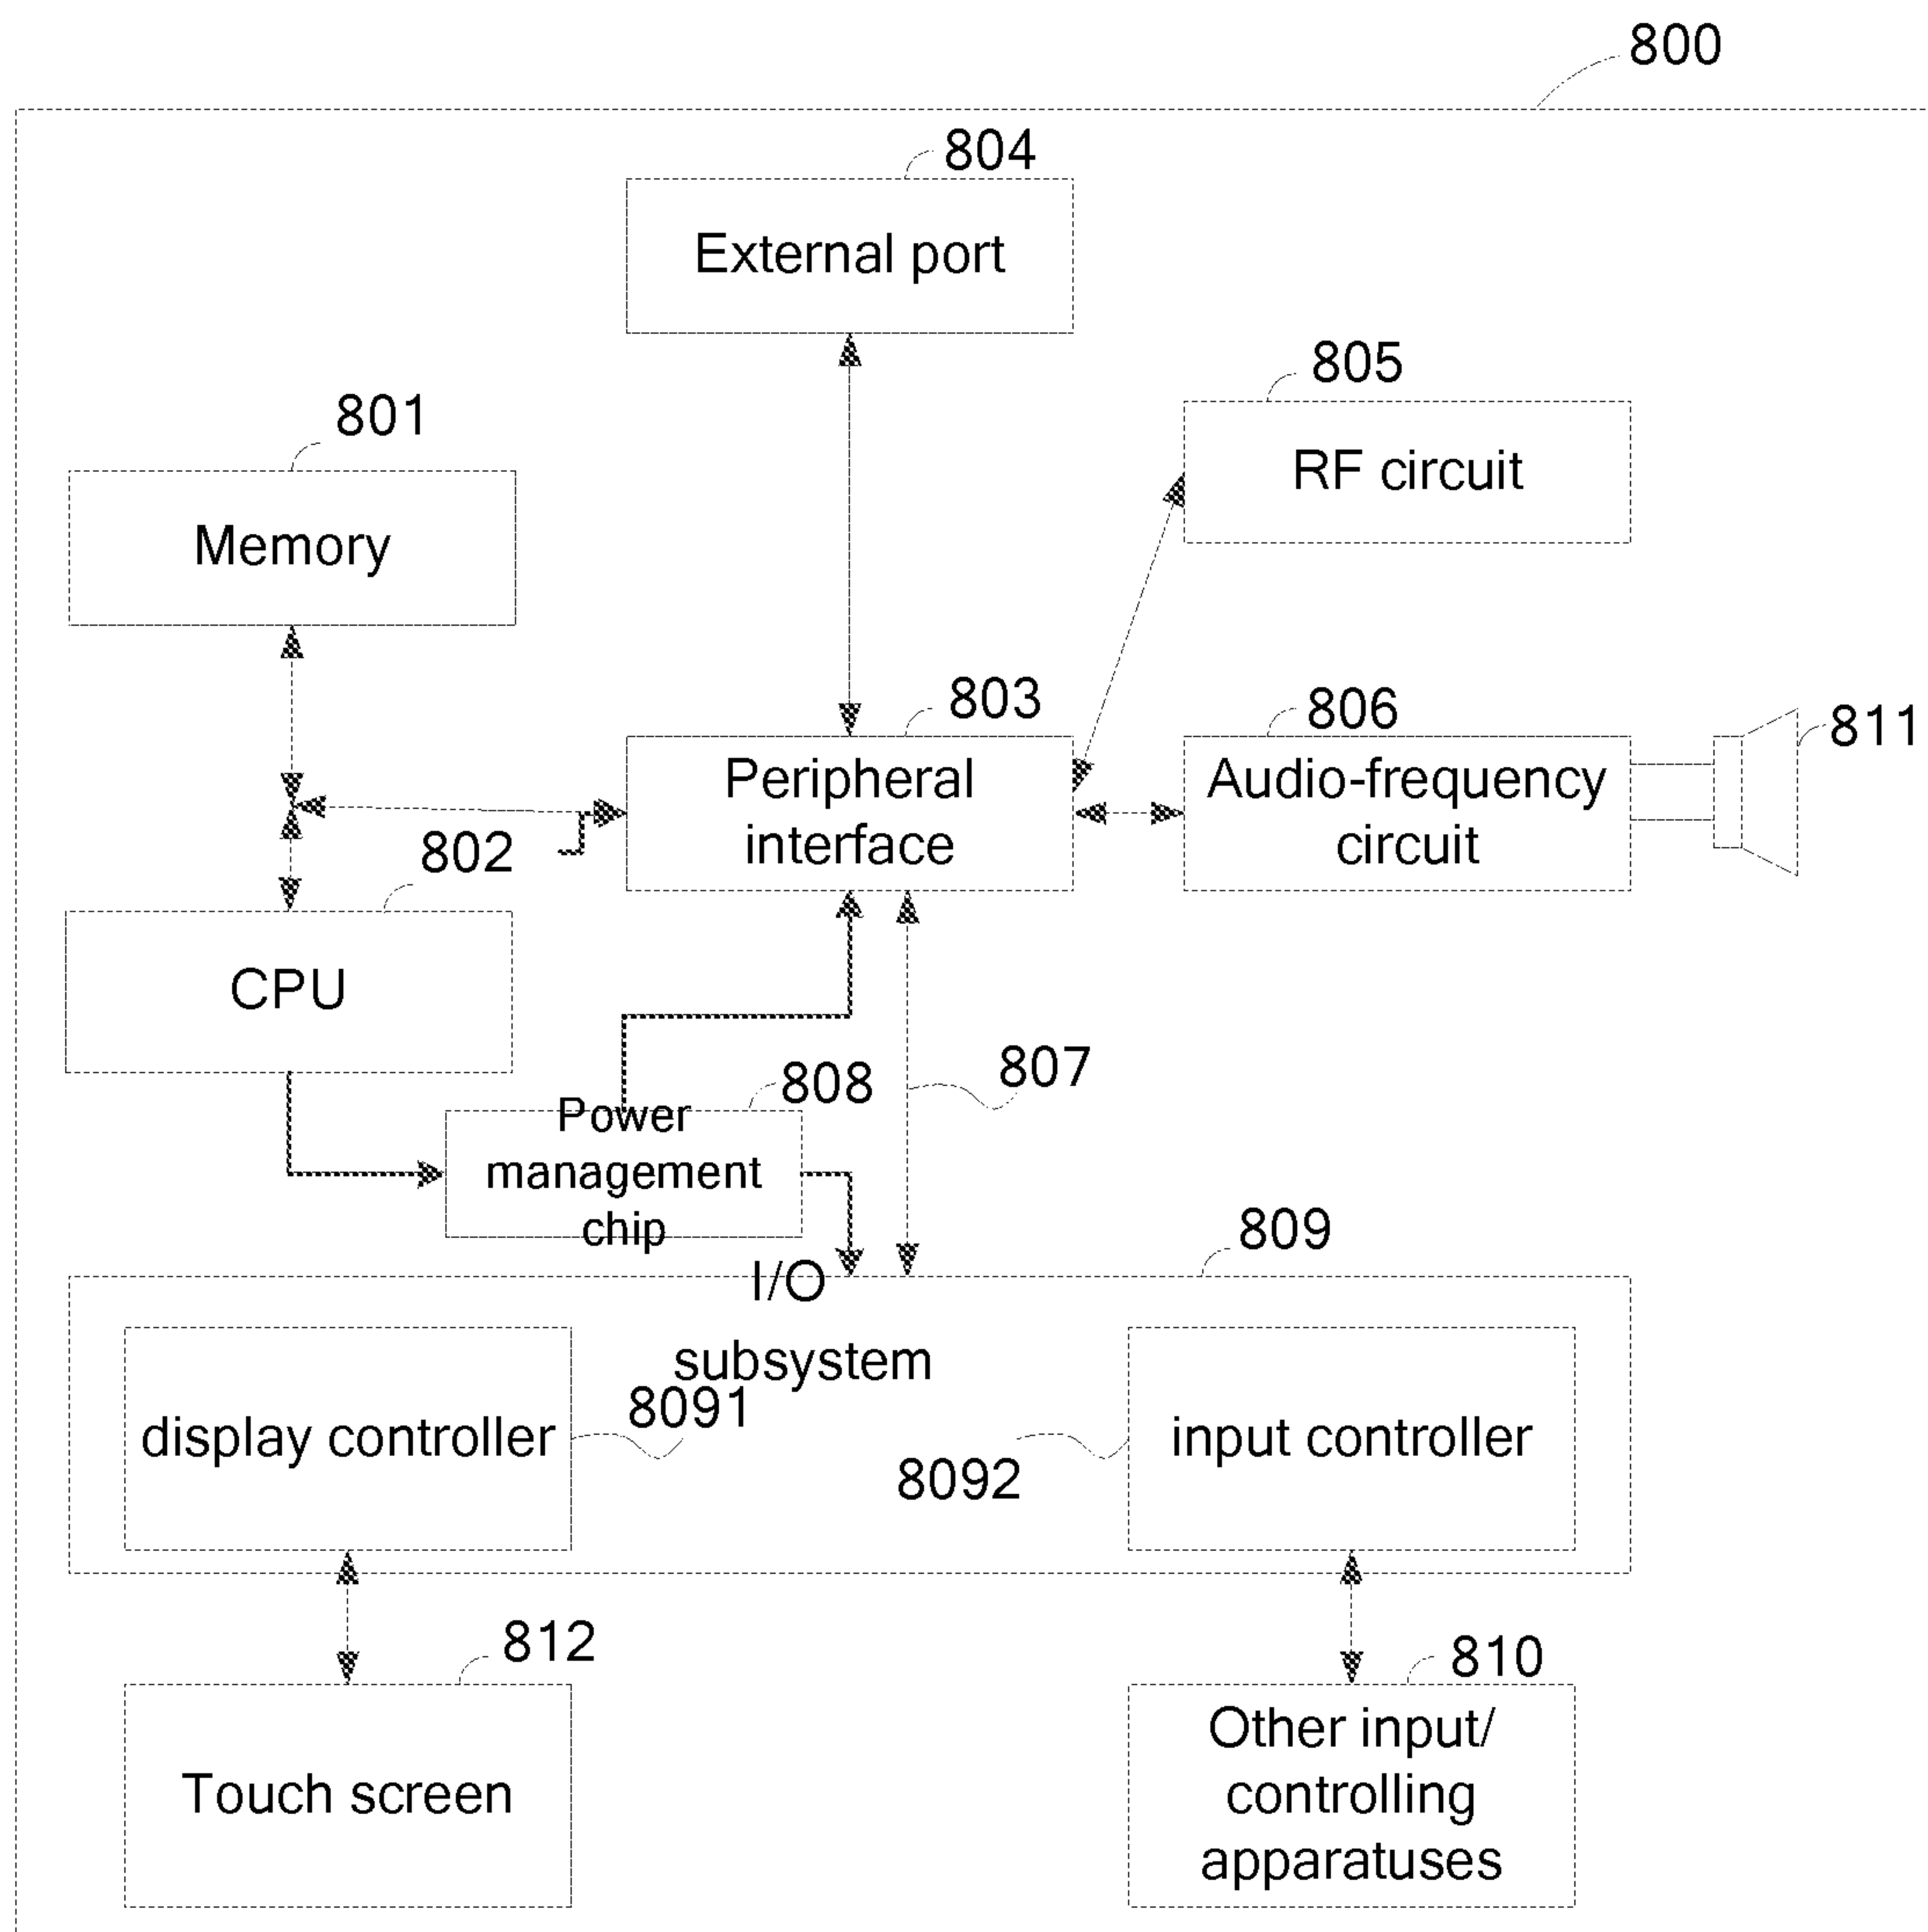 800
804
External port
805
RF circuit
801
Memory
803
Peripheral
interface
806
Audio-frequency
circuit
811
802
CPU
807
808
Power
management
chip
809
I/O
subsystem
8091
display controller
8092
input controller
812
Touch screen
810
Other input/
controlling
apparatuses